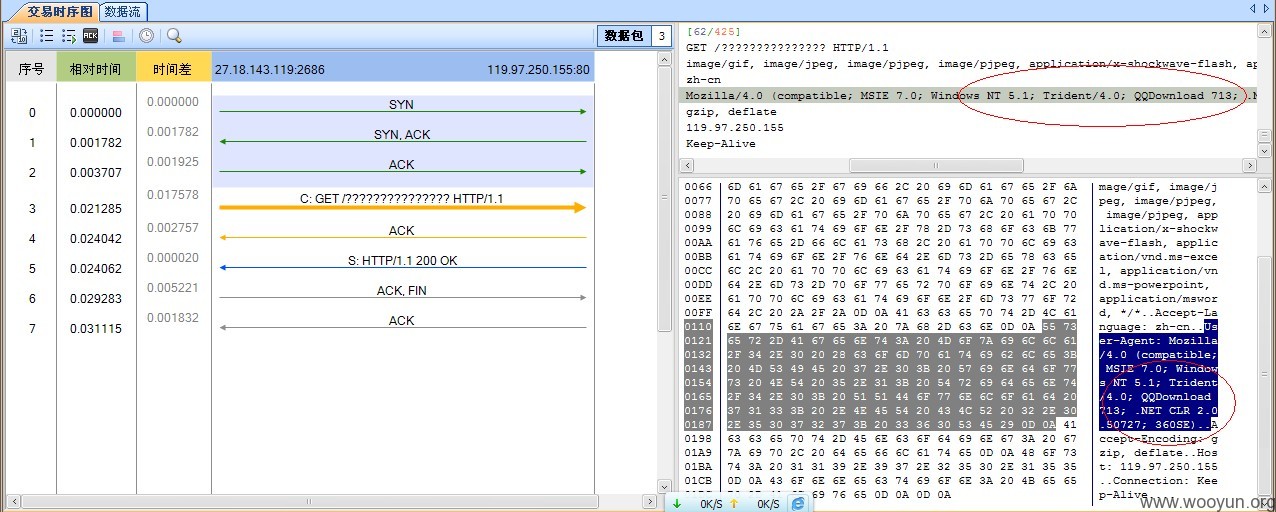 交易时序图 数据流
数据包 3
序号 相对时间 时间差 27.18.143.119:2686 119.97.250.155:80
0 0.000000 0.000000 SYN
1 0.001782 0.001782 SYN, ACK
2 0.003707 0.001925 ACK
3 0.021285 0.017578 C: GET /??????????????? HTTP/1.1
4 0.024042 0.002757 ACK
5 0.024062 0.000020 S: HTTP/1.1 200 OK
6 0.029283 0.005221 ACK, FIN
7 0.031115 0.001832 ACK
[62/425]
GET /??????????????? HTTP/1.1
image/gif, image/jpeg, image/pjpeg, image/pjpeg, application/x-shockwave-flash, ap
zh-cn
Mozilla/4.0 (compatible; MSIE 7.0; Windows NT 5.1; Trident/4.0; QQDownload 713; .N
gzip, deflate
119.97.250.155
Keep-Alive
0066 6D 61 67 65 2F 67 69 66 2C 20 69 6D 61 67 65 2F 6A mage/gif, image/j
0077 70 65 67 2C 20 69 6D 61 67 65 2F 70 6A 70 65 67 2C peg, image/pjpeg,
0088 20 69 6D 61 67 65 2F 70 6A 70 65 67 2C 20 61 70 70 image/pjpeg, app
0099 6C 69 63 61 74 69 6F 6E 2F 78 2D 73 68 6F 63 6B 77 lication/x-shockw
00AA 61 76 65 2D 66 6C 61 73 68 2C 20 61 70 70 6C 69 63 ave-flash, applic
00BB 61 74 69 6F 6E 2F 76 6E 64 2E 6D 73 2D 65 78 63 65 ation/vnd.ms-exce
00CC 6C 2C 20 61 70 70 6C 69 63 61 74 69 6F 6E 2F 76 6E l, application/vn
00DD 64 2E 6D 73 2D 70 6F 77 65 72 70 6F 69 6E 74 2C 20 d.ms-powerpoint,
00EE 61 70 70 6C 69 63 61 74 69 6F 6E 2F 6D 73 77 6F 72 application/mswor
00FF 64 2C 20 2A 2F 2A 0D 0A 41 63 63 65 70 74 2D 4C 61 d, */*..Accept-La
0110 6E 67 75 61 67 65 3A 20 7A 68 2D 63 6E 0D 0A 55 73 nguage: zh-cn..Us
0121 65 72 2D 41 67 65 6E 74 3A 20 4D 6F 7A 69 6C 6C 61 er-Agent: Mozilla
0132 2F 34 2E 30 20 28 63 6F 6D 70 61 74 69 62 6C 65 3B /4.0 (compatible;
0143 20 4D 53 49 45 20 37 2E 30 3B 20 57 69 6E 64 6F 77 MSIE 7.0; Window
0154 73 20 4E 54 20 35 2E 31 3B 20 54 72 69 64 65 6E 74 s NT 5.1; Trident
0165 2F 34 2E 30 3B 20 51 51 44 6F 77 6E 6C 6F 61 64 20 /4.0; QQDownload
0176 37 31 33 3B 20 2E 4E 45 54 20 43 4C 52 20 32 2E 30 713; .NET CLR 2.0
0187 2E 35 30 37 32 37 3B 20 33 36 30 53 45 29 0D 0A 41 .50727; 360SE)..A
0198 63 63 65 70 74 2D 45 6E 63 6F 64 69 6E 67 3A 20 67 ccept-Encoding: g
01A9 7A 69 70 2C 20 64 65 66 6C 61 74 65 0D 0A 48 6F 73 zip, deflate..Hos
01BA 74 3A 20 31 31 39 2E 39 37 2E 32 35 30 2E 31 35 35 t: 119.97.250.155
01CB 0D 0A 43 6F 6E 6E 65 63 74 69 6F 6E 3A 20 4B 65 65 ..Connection: Kee
69 76 65 0D 0A 0D 0A p-Alive
0K/S 0K/S
www.wooyun.org